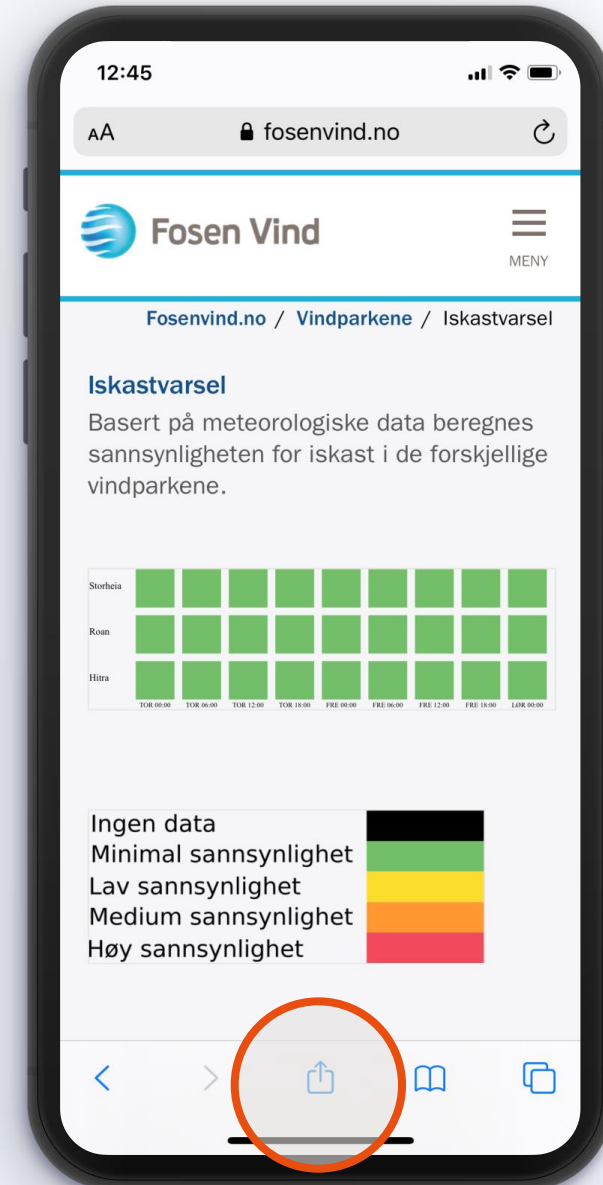 12:45
AA fosenvind.no
Fosen Vind
MENY
Fosenvind.no / Vindparkene / Iskastvarsel
Iskastvarsel
Basert på meteorologiske data beregnes
sannsynligheten for iskast i de forskjellige
vindparkene.
Storheia
Roan
Hitra
TOR 00:00 TOR 06:00 TOR 12:00 TOR 18:00 FRE 00:00 FRE 06:00 FRE 12:00 FRE 18:00 LØR 00:00
Ingen data
Minimal sannsynlighet
Lav sannsynlighet
Medium sannsynlighet
Høy sannsynlighet